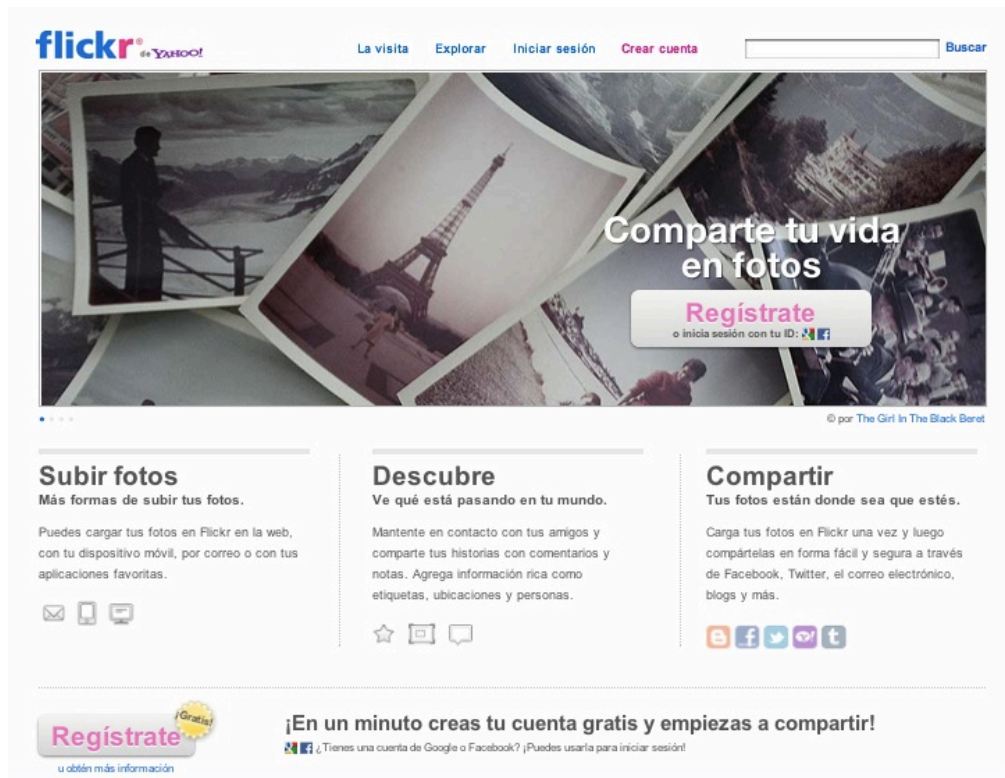 flickr® de YAHOO!
La visita Explorar Iniciar sesión Crear cuenta Buscar
Comparte tu vida
en fotos
Regístrate
o inicia sesión con tu ID:
© por The Girl In The Black Beret
Subir fotos
Más formas de subir tus fotos.
Puedes cargar tus fotos en Flickr en la web,
con tu dispositivo móvil, por correo o con tus
aplicaciones favoritas.
Descubre
Ve qué está pasando en tu mundo.
Mantente en contacto con tus amigos y
comparte tus historias con comentarios y
notas. Agrega información rica como
etiquetas, ubicaciones y personas.
Compartir
Tus fotos están donde sea que estés.
Carga tus fotos en Flickr una vez y luego
compártelas en forma fácil y segura a través
de Facebook, Twitter, el correo electrónico,
blogs y más.
Regístrate
¡Gratis!
u obtén más información
¡En un minuto creas tu cuenta gratis y empiezas a compartir!
¿Tienes una cuenta de Google o Facebook? ¡Puedes usarla para iniciar sesión!